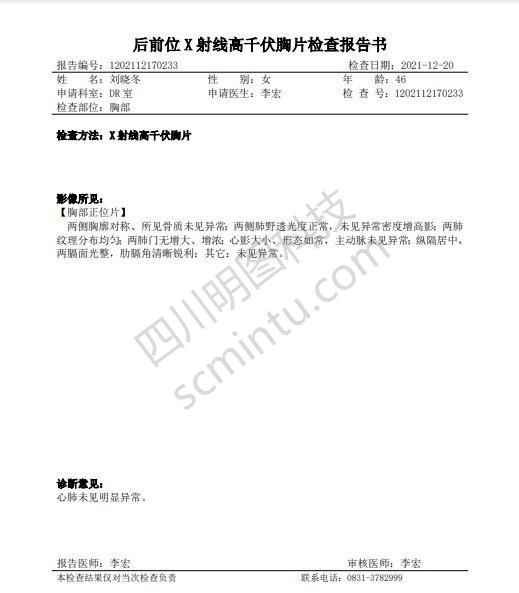 后前位 X 射线高千伏胸片检查报告书
报告编号：1202112170233 检查日期：2021-12-20
姓 名：刘晓冬 性 别：女 年 龄：46
申请科室：DR 室 申请医生：李宏 检 查 号：1202112170233
检查部位：胸部
检查方法：X 射线高千伏胸片
影像所见：
【胸部正位片】
两侧胸廓对称、所见骨质未见异常；两侧肺野透光度正常，未见异常密度增高影；两肺
纹理分布均匀；两肺门无增大、增浓；心影大小、形态如常，主动脉未见异常；纵隔居中，
两膈面光整，肋膈角清晰锐利；其它：未见异常。
四川明图科技
scmintu.com
诊断意见：
心肺未见明显异常。
报告医师：李宏 审核医师：李宏
本检查结果仅对当次检查负责 联系电话：0831-3782999